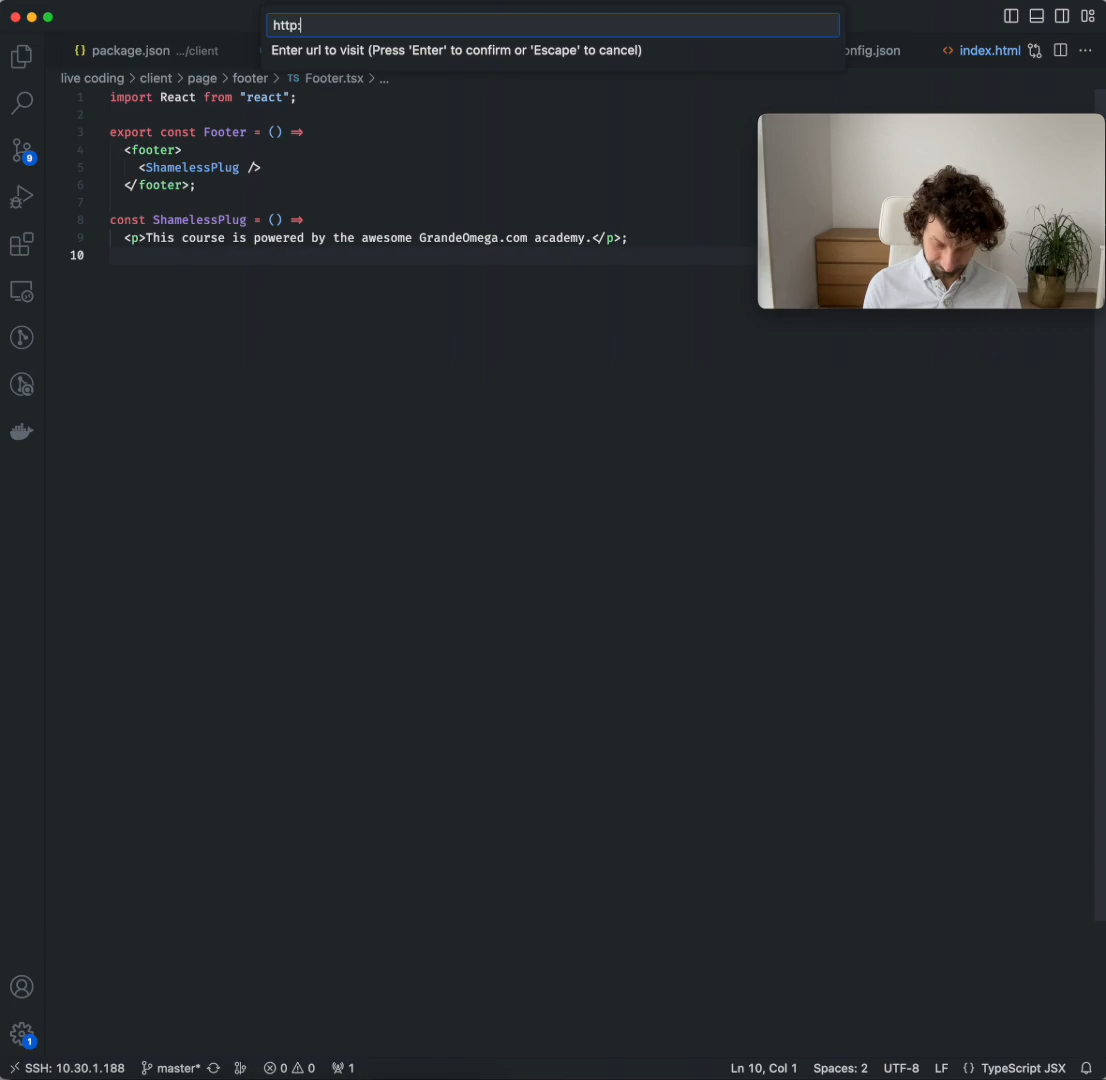 http:
Enter url to visit (Press 'Enter' to confirm or 'Escape' to cancel)
{} package.json .../client
onfig.json
<> index.html
live coding > client > page > footer > TS Footer.tsx > ...
1 import React from "react";
2
3 export const Footer = () =>
4 <footer>
5 <ShamelessPlug />
6 </footer>;
7
8 const ShamelessPlug = () =>
9 <p>This course is powered by the awesome GrandeOmega.com academy.</p>;
10
9
1
SSH: 10.30.1.188 master* 0 0 1 Ln 10, Col 1 Spaces: 2 UTF-8 LF {} TypeScript JSX